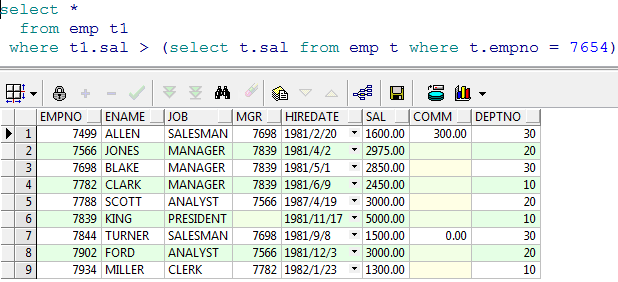 select *
from emp t1
where t1.sal > (select t.sal from emp t where t.empno = 7654)
EMPNO ENAME JOB MGR HIREDATE SAL COMM DEPTNO
1 7499 ALLEN SALESMAN 7698 1981/2/20 1600.00 300.00 30
2 7566 JONES MANAGER 7839 1981/4/2 2975.00 20
3 7698 BLAKE MANAGER 7839 1981/5/1 2850.00 30
4 7782 CLARK MANAGER 7839 1981/6/9 2450.00 10
5 7788 SCOTT ANALYST 7566 1987/4/19 3000.00 20
6 7839 KING PRESIDENT 1981/11/17 5000.00 10
7 7844 TURNER SALESMAN 7698 1981/9/8 1500.00 0.00 30
8 7902 FORD ANALYST 7566 1981/12/3 3000.00 20
9 7934 MILLER CLERK 7782 1982/1/23 1300.00 10